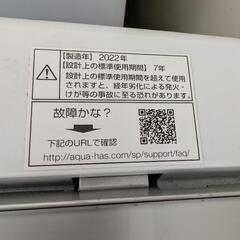 【製造年】2022年
【設計上の標準使用期間】7年
設計上の標準使用期間を超えて使用
されますと、経年劣化による発火・
けが等の事故に至る恐れがあります。
故障かな?
下記のURLで確認
http://aqua-has.com/sp/support/faq/